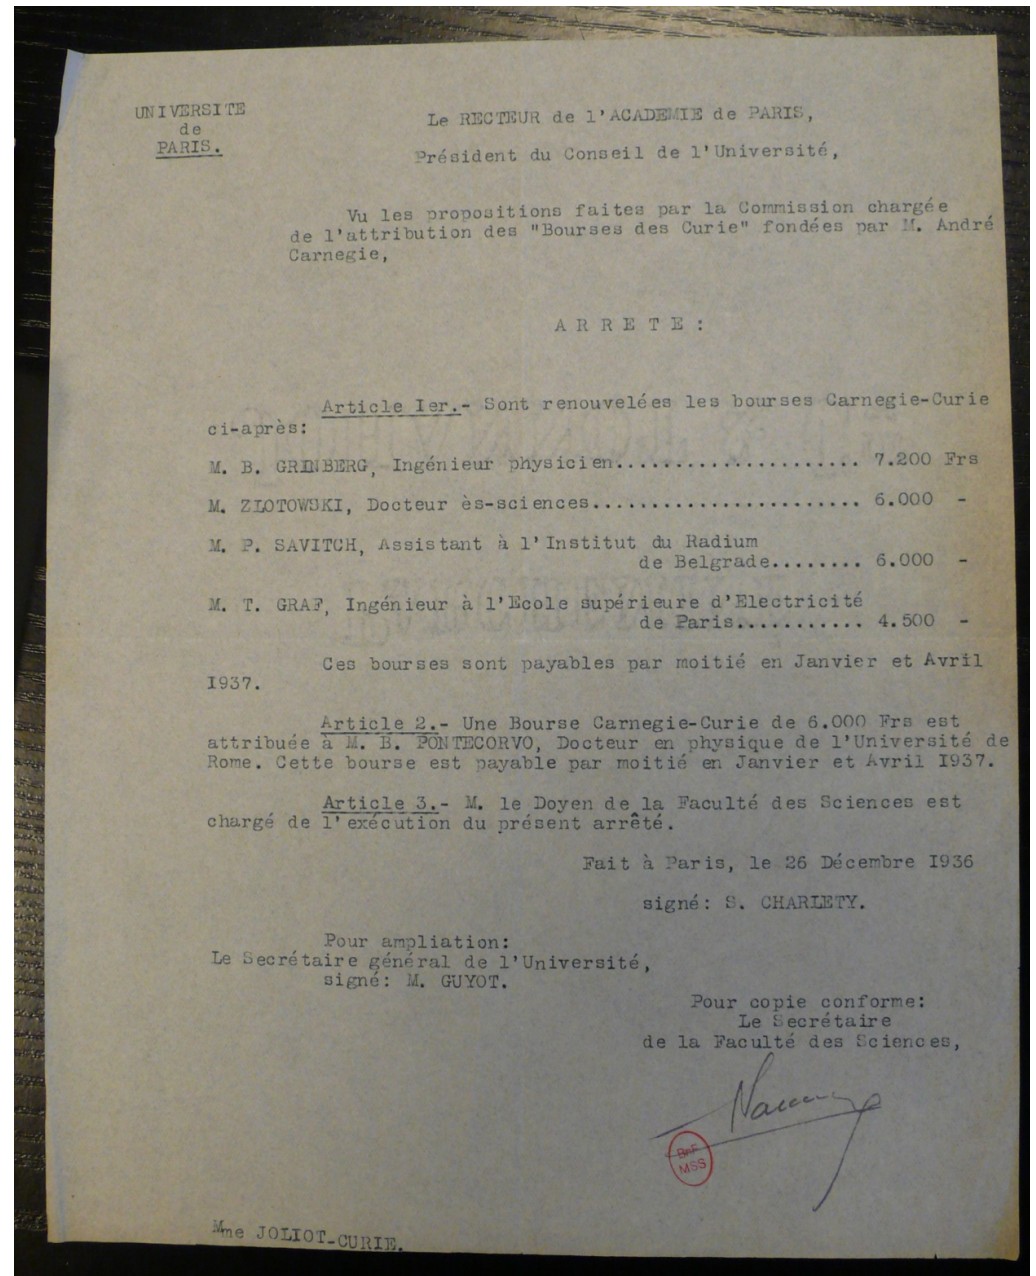 UNIVERSITE
de
PARIS.
Le RECTEUR de l'ACADEMIE de PARIS,
Président du Conseil de l'Université,
Vu les propositions faites par la Commission chargée
de l'attribution des "Bourses des Curie" fondées par M. André
Carnegie,
A R R E T E :
Article Ier.- Sont renouvelées les bourses Carnegie-Curie
ci-après:
M. B. GRINBERG, Ingénieur physicien..................... 7.200 Frs
M. ZLOTOWSKI, Docteur ès-sciences....................... 6.000 -
M. P. SAVITCH, Assistant à l'Institut du Radium
de Belgrade........ 6.000 -
M. T. GRAF, Ingénieur à l'Ecole supérieure d'Electricité
de Paris........... 4.500 -
Ces bourses sont payables par moitié en Janvier et Avril
I937.
Article 2.- Une Bourse Carnegie-Curie de 6.000 Frs est
attribuée à M. B. PONTECORVO, Docteur en physique de l'Université de
Rome. Cette bourse est payable par moitié en Janvier et Avril I937.
Article 3.- M. le Doyen de la Faculté des Sciences est
chargé de l'exécution du présent arrêté.
Fait à Paris, le 26 Décembre I936
signé: S. CHARLETY.
Pour ampliation:
Le Secrétaire général de l'Université,
signé: M. GUYOT.
Pour copie conforme:
Le Secrétaire
de la Faculté des Sciences,
BnF
MSS
Mme JOLIOT-CURIE.